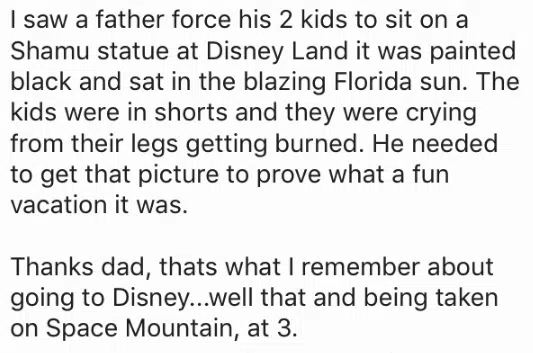 I saw a father force his 2 kids to sit on a
Shamu statue at Disney Land it was painted
black and sat in the blazing Florida sun. The
kids were in shorts and they were crying
from their legs getting burned. He needed
to get that picture to prove what a fun
vacation it was.
Thanks dad, thats what I remember about
going to Disney...well that and being taken
on Space Mountain, at 3.